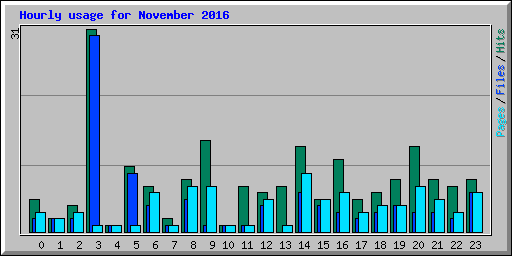 Hourly usage for November 2016
31
Pages/Files/Hits
0 1 2 3 4 5 6 7 8 9 10 11 12 13 14 15 16 17 18 19 20 21 22 23